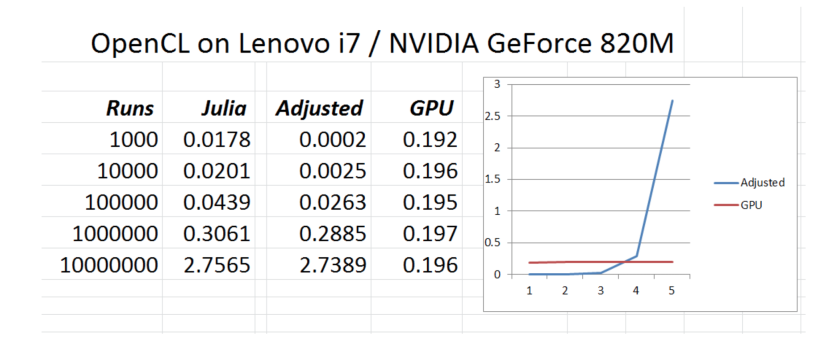 OpenCL on Lenovo i7 / NVIDIA GeForce 820M
Runs Julia Adjusted GPU
1000 0.0178 0.0002 0.192
10000 0.0201 0.0025 0.196
100000 0.0439 0.0263 0.195
1000000 0.3061 0.2885 0.197
10000000 2.7565 2.7389 0.196
3
2.5
2
1.5
1
0.5
0
1 2 3 4 5
Adjusted
GPU